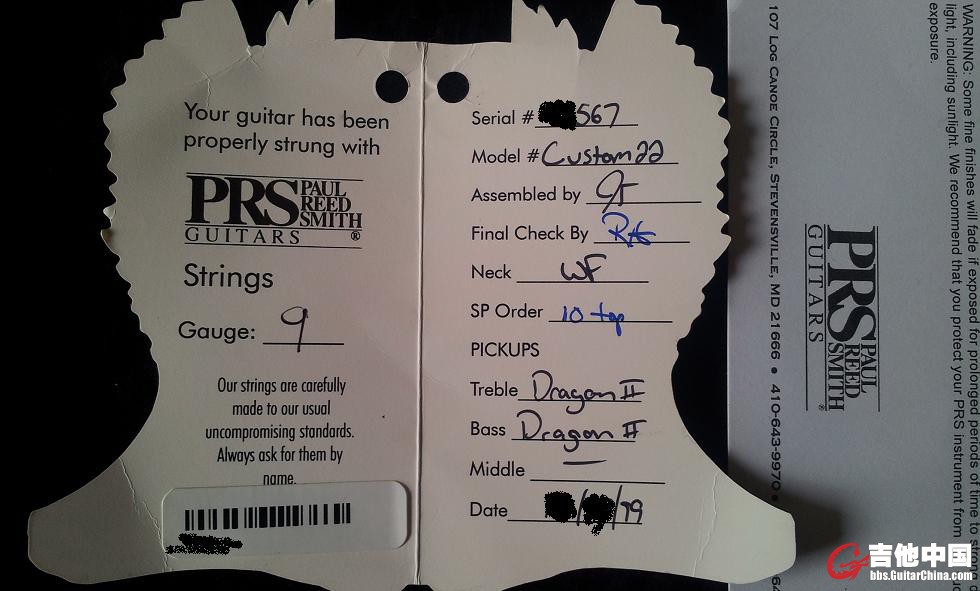 Your guitar has been
properly strung with
PRS PAUL
REED
SMITH
GUITARS ®
Strings
Gauge: 9
Our strings are carefully
made to our usual
uncompromising standards.
Always ask for them by
name.
Serial # 567
Model # Custom22
Assembled by
Final Check By
Neck WF
SP Order 10 top
PICKUPS
Treble Dragon II
Bass Dragon II
Middle —
Date / /79
WARNING: Some fine finishes will fade if exposed for prolonged periods of time to strong
light, including sunlight. We recommend that you protect your PRS instrument from
exposure.
PRS PAUL
REED
SMITH
GUITARS ®
107 LOG CANOE CIRCLE, STEVENSVILLE, MD 21666 • 410-643-9970 •
吉他中国
bbs.GuitarChina.com